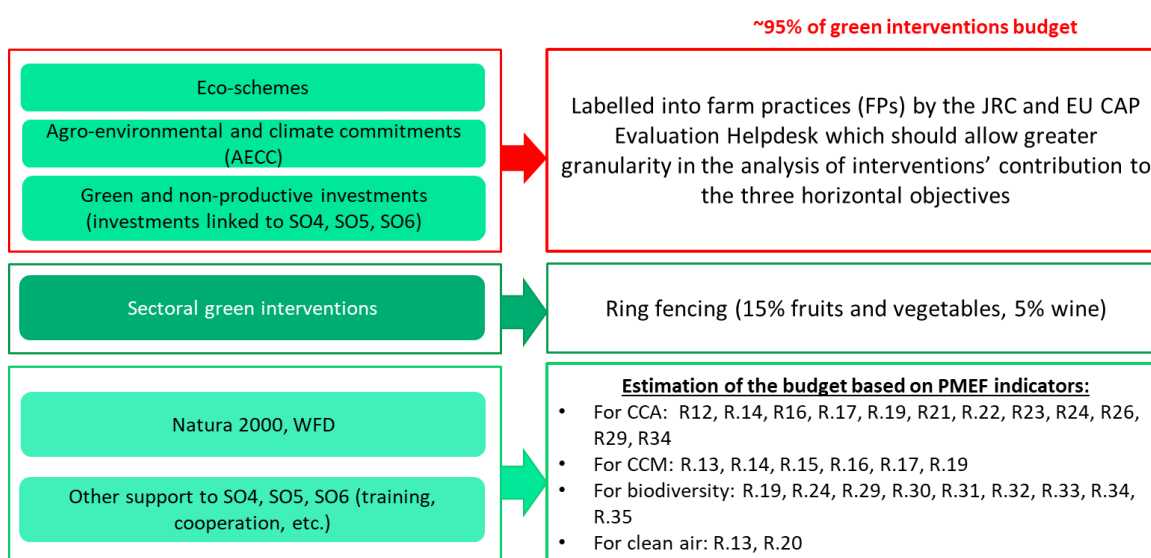 ~95% of green interventions budget
Eco-schemes
Agro-environmental and climate commitments
(AECC)
Green and non-productive investments
(investments linked to SO4, SO5, SO6)
Labelled into farm practices (FPs) by the JRC and EU CAP
Evaluation Helpdesk which should allow greater
granularity in the analysis of interventions’ contribution to
the three horizontal objectives
Sectoral green interventions
Ring fencing (15% fruits and vegetables, 5% wine)
Natura 2000, WFD
Other support to SO4, SO5, SO6 (training,
cooperation, etc.)
Estimation of the budget based on PMEF indicators:
• For CCA: R12, R.14, R16, R.17, R.19, R21, R.22, R23, R24, R26,
R29, R34
• For CCM: R.13, R.14, R.15, R.16, R.17, R.19
• For biodiversity: R.19, R.24, R.29, R.30, R.31, R.32, R.33, R.34,
R.35
• For clean air: R.13, R.20